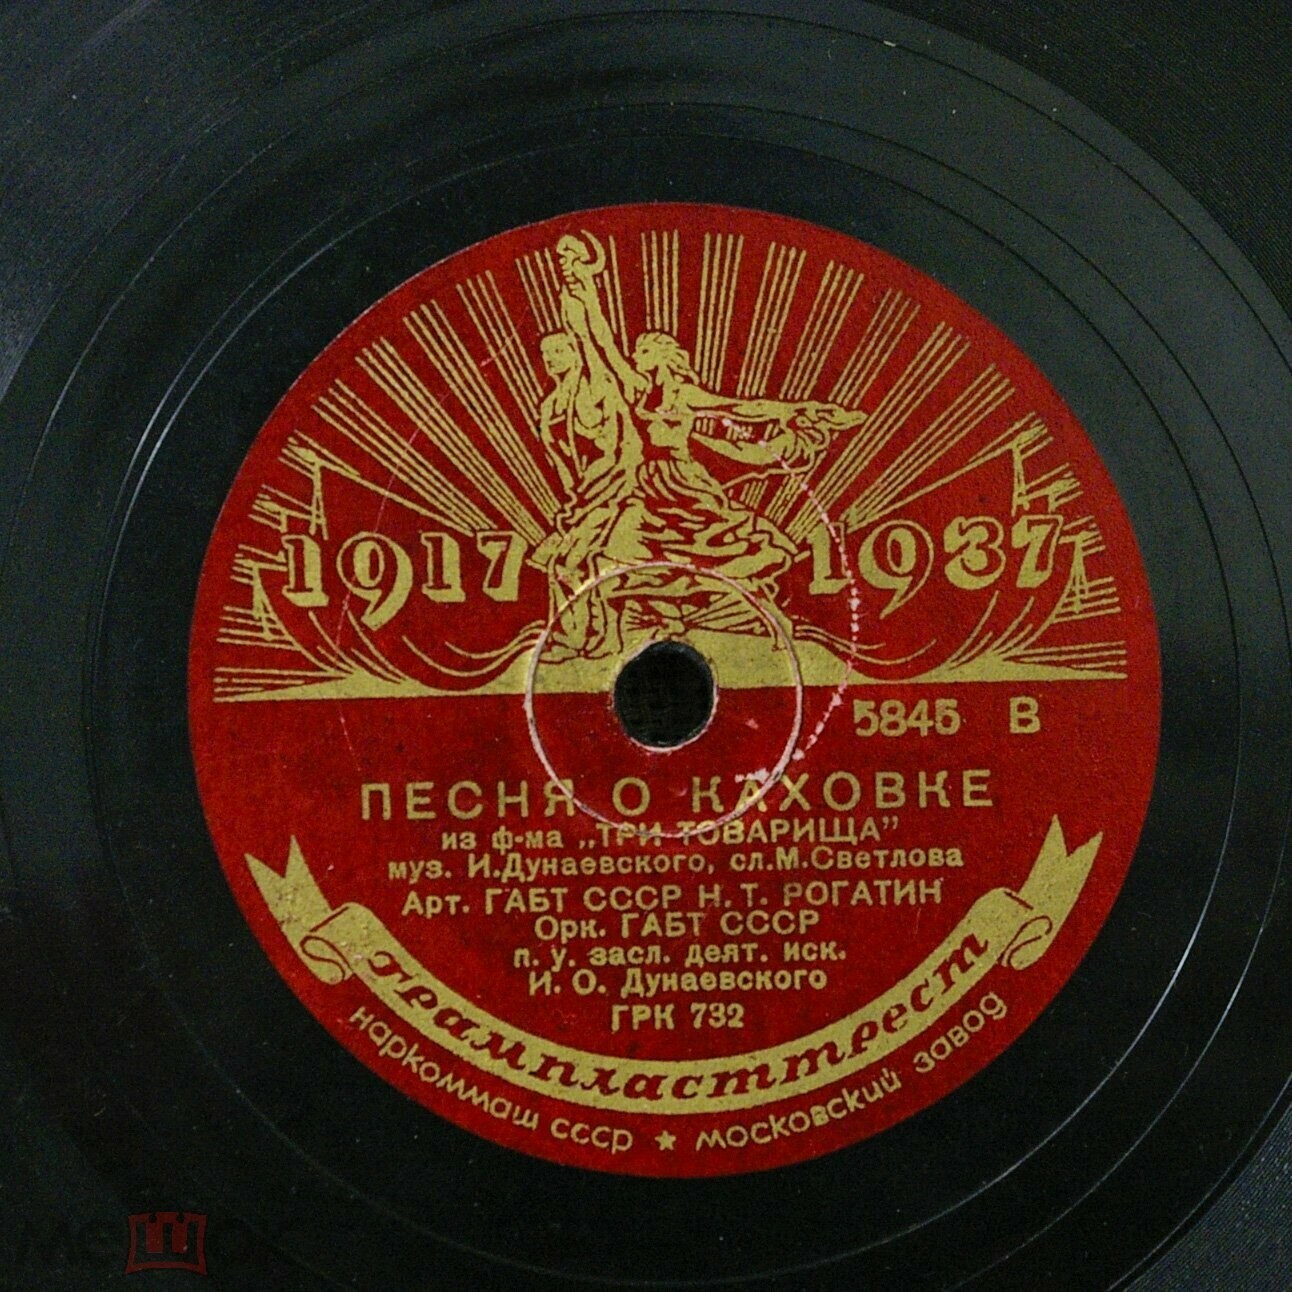 1917 1937
5845 В
ПЕСНЯ О КАХОВКЕ
из ф-ма „ТРИ ТОВАРИЩА"
муз. И.Дунаевского, сл.М.Светлова
Арт. ГАБТ СССР Н. Т. РОГАТИН
Орк. ГАБТ СССР
п. у. засл. деят. иск.
И. О. Дунаевского
ГРК 732
грампласттрест
наркоммаш ссср ★ московский завод
мешок